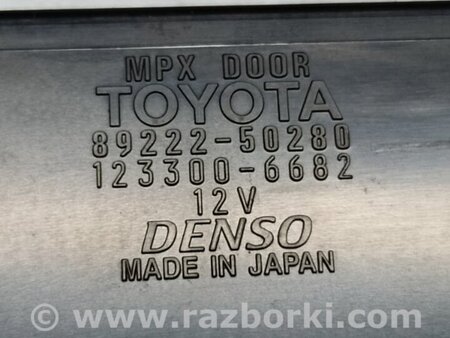 MPX DOOR
TOYOTA
89222-50280
123300-6682
12V
DENSO
MADE IN JAPAN
© www.razborki.com